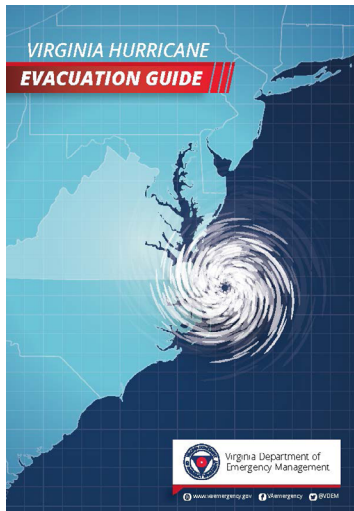 VIRGINIA HURRICANE
EVACUATION GUIDE
Virginia Department of
Emergency Management
www.vaemergency.gov VAemergency @VDEM